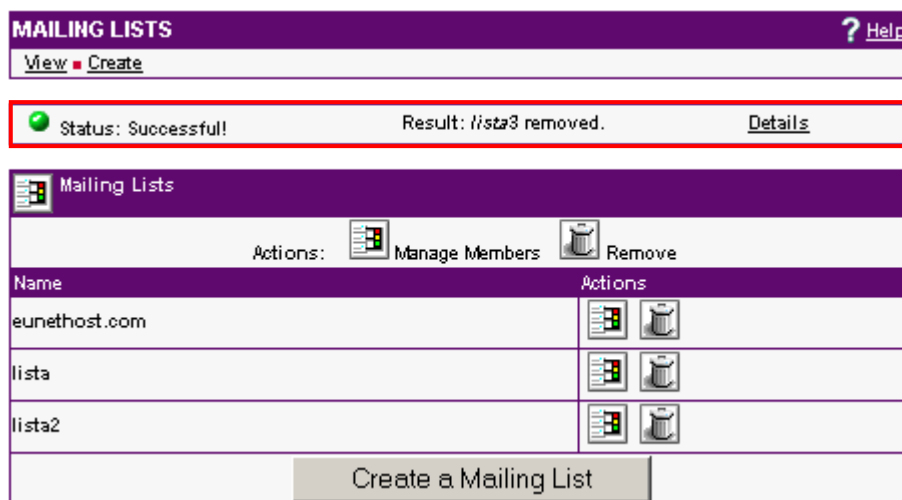 MAILING LISTS ? Help
View Create
Status: Successful! Result: lista3 removed. Details
Mailing Lists
Actions: Manage Members Remove
Name Actions
eunethost.com
lista
lista2
Create a Mailing List